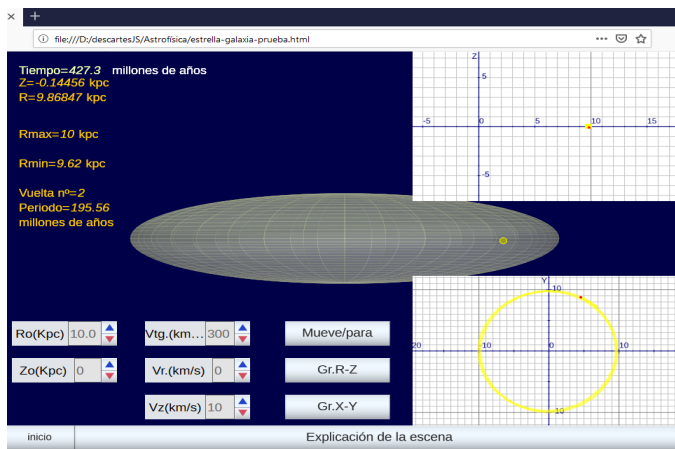 × +
file:///D:/descartesJS/Astrofísica/estrella-galaxia-prueba.html
Tiempo=427.3 millones de años
Z=-0.14456 kpc
R=9.86847 kpc
Rmax=10 kpc
Rmin=9.62 kpc
Vuelta nº=2
Periodo=195.56
millones de años
Z
5
-5 0 5 10 15
-5
Y
10
20 -10 0 10
-10
Ro(Kpc) 10.0
Vtg.(km... 300
Mueve/para
Zo(Kpc) 0
Vr.(km/s) 0
Gr.R-Z
Vz(km/s) 10
Gr.X-Y
inicio
Explicación de la escena